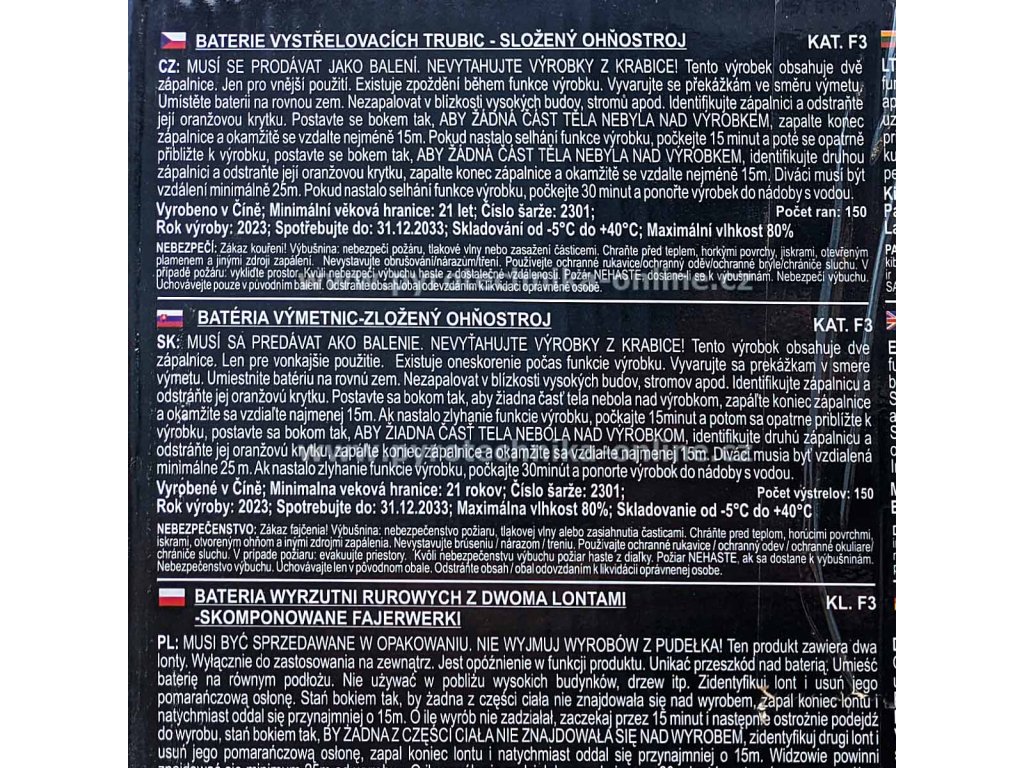 BATERIE VYSTŘELOVACÍCH TRUBIC - SLOŽENÝ OHŇOSTROJ KAT. F3
CZ: MUSÍ SE PRODÁVAT JAKO BALENÍ. NEVYTAHUJTE VÝROBKY Z KRABICE! Tento výrobek obsahuje dvě
zápalnice. Jen pro vnější použití. Existuje zpoždění během funkce výrobku. Vyvarujte se překážkám ve směru výmetu.
Umístěte baterii na rovnou zem. Nezapalovat v blízkosti vysokých budov, stromů apod. Identifikujte zápalnici a odstraňte
její oranžovou krytku. Postavte se bokem tak, ABY ŽÁDNÁ ČÁST TĚLA NEBYLA NAD VÝROBKEM, zapalte konec
zápalnice a okamžitě se vzdalte nejméně 15m. Pokud nastalo selhání funkce výrobku, počkejte 15 minut a poté se opatrně
přibližte k výrobku, postavte se bokem tak, ABY ŽÁDNÁ ČÁST TĚLA NEBYLA NAD VÝROBKEM, identifikujte druhou
zápalnici a odstraňte její oranžovou krytku, zapalte konec zápalnice a okamžitě se vzdalte nejméně 15m. Diváci musí být
vzdálení minimálně 25m. Pokud nastalo selhání funkce výrobku, počkejte 30 minut a ponořte výrobek do nádoby s vodou.
Vyrobeno v Číně; Minimální věková hranice: 21 let; Číslo šarže: 2301; Počet ran: 150
Rok výroby: 2023; Spotřebujte do: 31.12.2033; Skladování od -5°C do +40°C; Maximální vlhkost 80%
NEBEZPEČÍ: Zákaz kouření! Výbušnina: nebezpečí požáru, tlakové vlny nebo zasažení částicemi. Chraňte před teplem, horkými povrchy, jiskrami, otevřeným
plamenem a jinými zdroji zapálení. Nevystavujte obrušování/nárazům/tření. Používejte ochranné rukavice/ochranný oděv/ochranné brýle/chrániče sluchu. V
případě požáru: vykliďte prostor. Kvůli nebezpečí výbuchu haste z dostatečné vzdálenosti. Požár NEHASTE, dostane-li se k výbušninám. Nebezpečí výbuchu
Uchovávejte pouze v původním balení. Odstraňte obsah/obal odevzdáním k likvidaci oprávněné osobě.
www.pyrotechnika-online.cz
BATÉRIA VÝMETNIC-ZLOŽENÝ OHŇOSTROJ KAT. F3
SK: MUSÍ SA PREDÁVAT AKO BALENIE. NEVYŤAHUJTE VÝROBKY Z KRABICE! Tento výrobok obsahuje dve
zápalnice. Len pre vonkajšie použitie. Existuje oneskorenie počas funkcie výrobku. Vyvarujte sa prekážkam v smere
výmetu. Umiestnite batériu na rovnú zem. Nezapalovat v blízkosti vysokých budov, stromov apod. Identifikujte zápalnicu a
odstráňte jej oranžovú krytku. Postavte sa bokom tak, aby žiadna časť tela nebola nad výrobkom, zapáľte koniec zápalnice
a okamžite sa vzdiaľte najmenej 15m. Ak nastalo zlyhanie funkcie výrobku, počkajte 15minut a potom sa opatrne priblížte k
výrobku, postavte sa bokom tak, ABY ŽIADNA ČASŤ TELA NEBOLA NAD VÝROBKOM, identifikujte druhú zápalnicu a
odstráňte jej oranžovú krytku, zapáľte koniec zápalnice a okamžite sa vzdiaľte najmenej 15m. Diváci musia byť vzdialená
minimálne 25 m. Ak nastalo zlyhanie funkcie výrobku, počkajte 30minút a ponorte výrobok do nádoby s vodou.
www.pyrotechnika-online.cz
Vyrobené v Číne; Minimalna veková hranice: 21 rokov; Číslo šarže: 2301; Počet výstrelov: 150
Rok výroby: 2023; Spotrebujte do: 31.12.2033; Maximálna vlhkost 80%; Skladovanie od -5°C do +40°C
NEBEZPEČENSTVO: Zákaz fajčenia! Výbušnina: nebezpečenstvo požiaru, tlakovej vlny alebo zasiahnutia časticami. Chráňte pred teplom, horúcimi povrchmi,
iskrami, otvoreným ohňom a inými zdrojmi zapálenia. Nevystavujte brúseniu / nárazom / treniu. Používajte ochranné rukavice / ochranný odev / ochranné okuliare/
chrániče sluchu. V prípade požiaru: evakuujte priestory. Kvôli nebezpečenstvu výbuchu požiar haste z diaľky. Požiar NEHASTE, ak sa dostane k výbušninám.
Nebezpečenstvo výbuchu. Uchovávajte len v pôvodnom obale. Odstráňte obsah / obal odovzdaním k likvidácii oprávnenej osobe.
BATERIA WYRZUTNI RUROWYCH Z DWOMA LONTAMI KL. F3
-SKOMPONOWANE FAJERWERKI
PL: MUSI BYĆ SPRZEDAWANE W OPAKOWANIU. NIE WYJMUJ WYROBÓW Z PUDEŁKA! Ten produkt zawiera dwa
lonty. Wyłącznie do zastosowania na zewnątrz. Jest opóźnienie w funkcji produktu. Unikać przeszkód nad baterią; Umieść
baterię na równym podłożu. Nie używać w pobliżu wysokich budynków, drzew itp. Zidentyfikuj lont i usuń jego
pomarańczową osłonę. Stań bokiem tak, by żadna z części ciała nie znajdowała się nad wyrobem, zapal koniec lontu i
natychmiast oddal się przynajmniej o 15m. O ile wyrób nie zadział, zaczekaj przez 15 minut i następnie ostrożnie podejdź
do wyrobu, stań bokiem tak, BY ŻADNA Z CZĘŚCI CIAŁA NIE ZNAJDOWAŁA SIĘ NAD WYROBEM, zidentyfikuj drugi lont i
usuń jego pomarańczową osłonę, zapal koniec lontu i natychmiast oddal się przynajmniej o 15m. Widzowie powinni